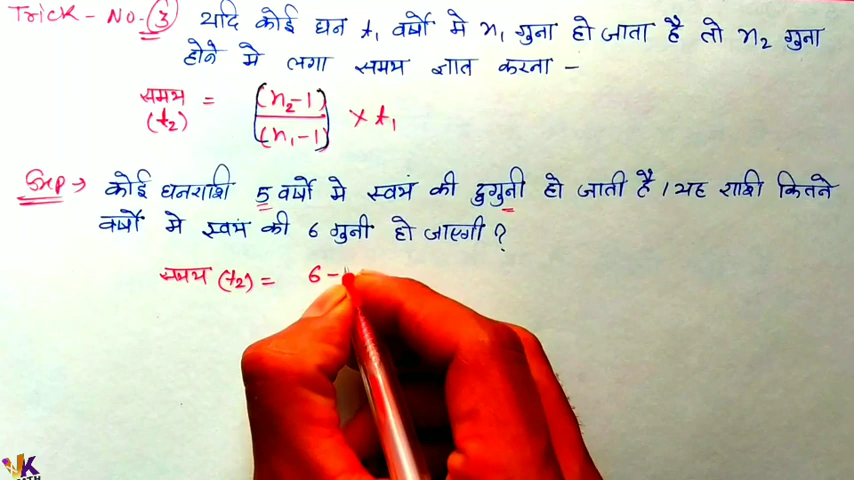 Trick - No. 3 यदि कोई धन t₁ वर्षो मे n₁ गुना हो जाता है तो n₂ गुना
होने मे लगा समय ज्ञात करना -
समय (t₂) = (n₂-1)/(n₁-1) × t₁
Exp → कोई धनराशि 5 वर्षो मे स्वयं की दुगुनी हो जाती है / यह राशि कितने
वर्षो मे स्वयं की 6 गुनी हो जाएगी ?
समय (t₂) = 6 -